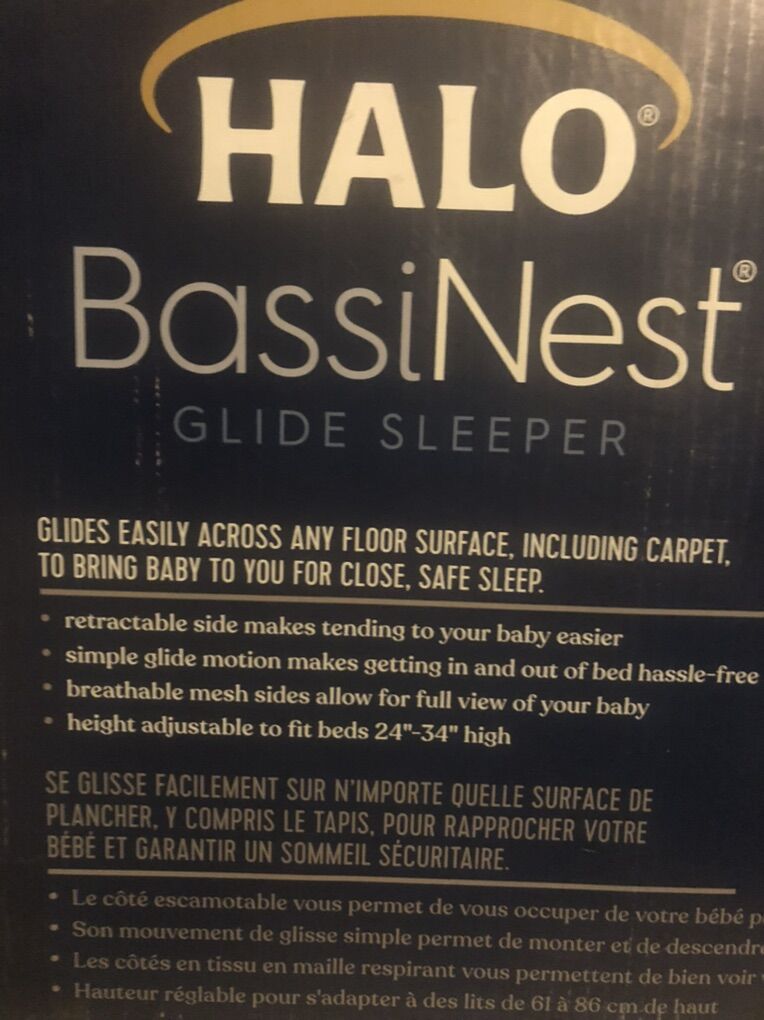 HALO®
BassiNest®
GLIDE SLEEPER
GLIDES EASILY ACROSS ANY FLOOR SURFACE, INCLUDING CARPET,
TO BRING BABY TO YOU FOR CLOSE, SAFE SLEEP.
• retractable side makes tending to your baby easier
• simple glide motion makes getting in and out of bed hassle-free
• breathable mesh sides allow for full view of your baby
• height adjustable to fit beds 24"-34" high
SE GLISSE FACILEMENT SUR N'IMPORTE QUELLE SURFACE DE
PLANCHER, Y COMPRIS LE TAPIS, POUR RAPPROCHER VOTRE
BÉBÉ ET GARANTIR UN SOMMEIL SÉCURITAIRE.
• Le côté escamotable vous permet de vous occuper de votre bébé
• Son mouvement de glisse simple permet de monter et de descendre
• Les côtés en tissu en maille respirant vous permettent de bien voir
• Hauteur réglable pour s'adapter à des lits de 61 à 86 cm de haut